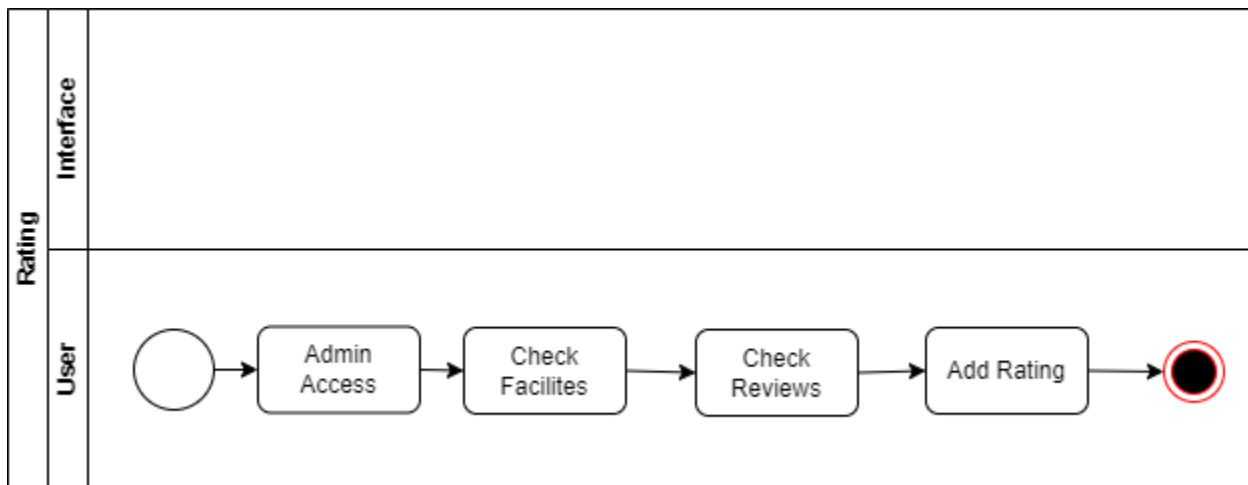 Rating
Interface
User
Admin
Access
Check
Facilites
Check
Reviews
Add Rating